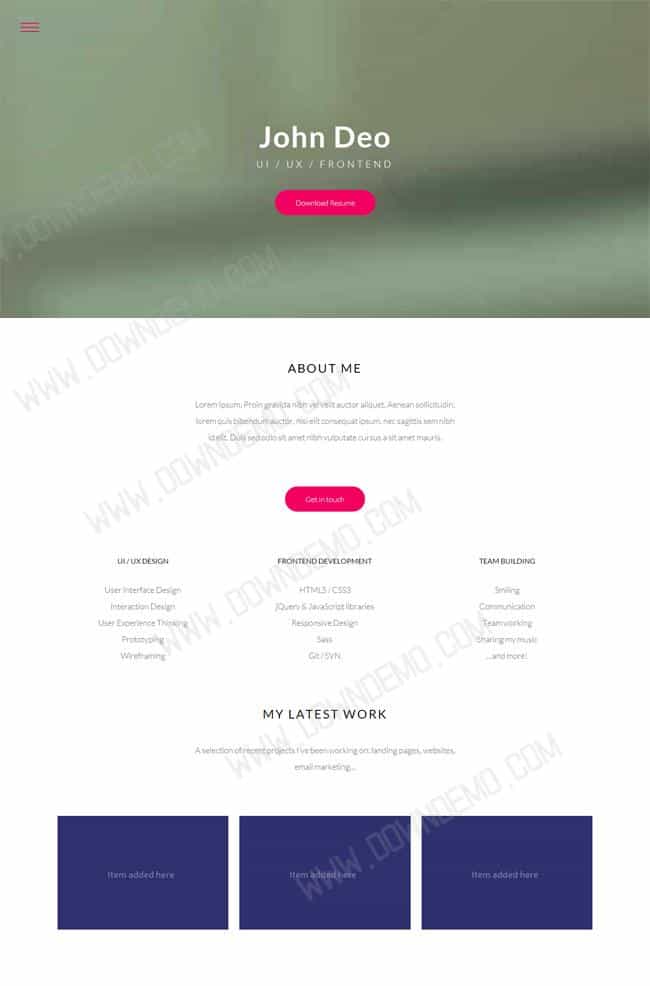 John Deo
UI / UX / FRONTEND
Download Resume
ABOUT ME
Lorem Ipsum. Proin gravida nibh vel velit auctor aliquet. Aenean sollicitudin,
lorem quis bibendum auctor, nisi elit consequat ipsum, nec sagittis sem nibh
id elit. Duis sed odio sit amet nibh vulputate cursus a sit amet mauris.
Get in touch
UI / UX DESIGN
User Interface Design
Interaction Design
User Experience Thinking
Prototyping
Wireframing
FRONTEND DEVELOPMENT
HTML5 / CSS3
jQuery & JavaScript libraries
Responsive Design
Sass
Git / SVN
TEAM BUILDING
Smiling
Communication
Teamworking
Sharing my music
...and more!
MY LATEST WORK
A selection of recent projects I've been working on: landing pages, websites,
email marketing...
Item added here
Item added here
Item added here
WWW.DOWNDEMO.COM
WWW.DOWNDEMO.COM
WWW.DOWNDEMO.COM
WWW.DOWNDEMO.COM
WWW.DOWNDEMO.COM
WWW.DOWNDEMO.COM